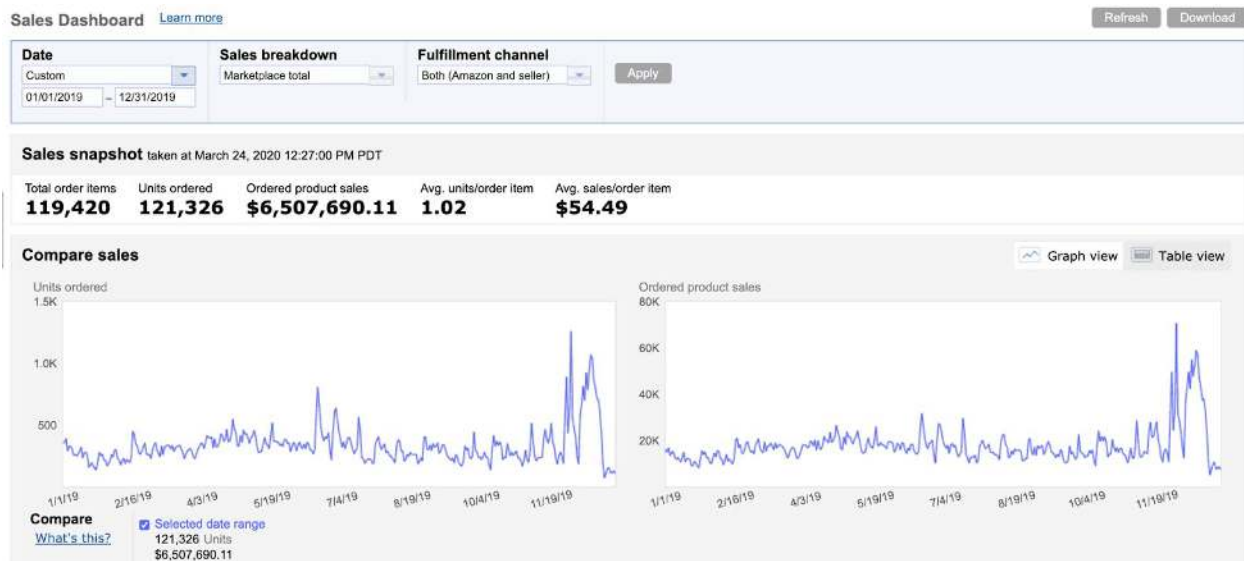 Sales Dashboard Learn more Refresh Download
Date Sales breakdown Fulfillment channel
Custom Marketplace total Both (Amazon and seller) Apply
01/01/2019 – 12/31/2019
Sales snapshot taken at March 24, 2020 12:27:00 PM PDT
Total order items Units ordered Ordered product sales Avg. units/order item Avg. sales/order item
119,420 121,326 $6,507,690.11 1.02 $54.49
Compare sales Graph view Table view
Units ordered Ordered product sales
1.5K 80K
60K
1.0K
40K
500
20K
1/1/19 2/16/19 4/3/19 5/19/19 7/4/19 8/19/19 10/4/19 11/19/19 1/1/19 2/16/19 4/3/19 5/19/19 7/4/19 8/19/19 10/4/19 11/19/19
Compare Selected date range
What's this? 121,326 Units
$6,507,690.11